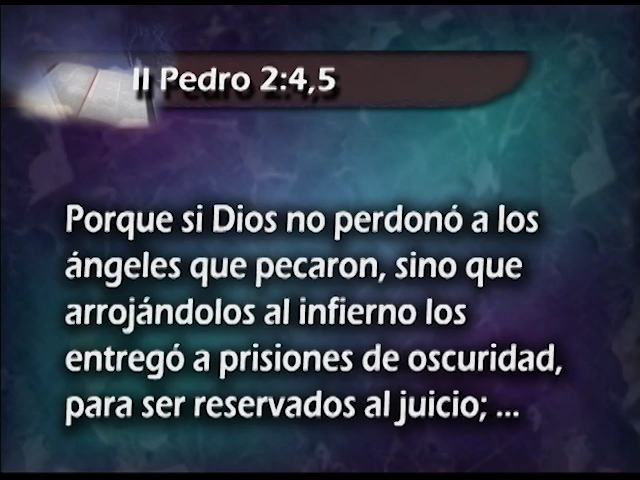 II Pedro 2:4,5
Porque si Dios no perdonó a los
ángeles que pecaron, sino que
arrojándolos al infierno los
entregó a prisiones de oscuridad,
para ser reservados al juicio; ...